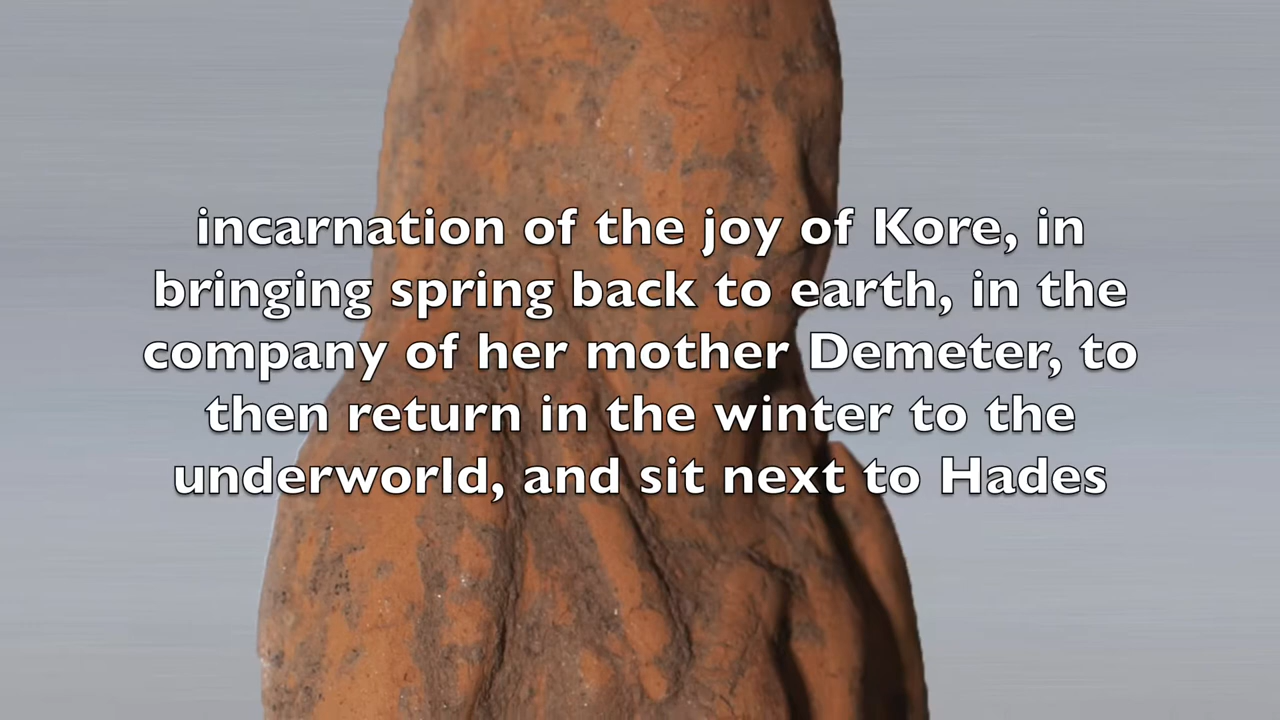 incarnation of the joy of Kore, in
bringing spring back to earth, in the
company of her mother Demeter, to
then return in the winter to the
underworld, and sit next to Hades